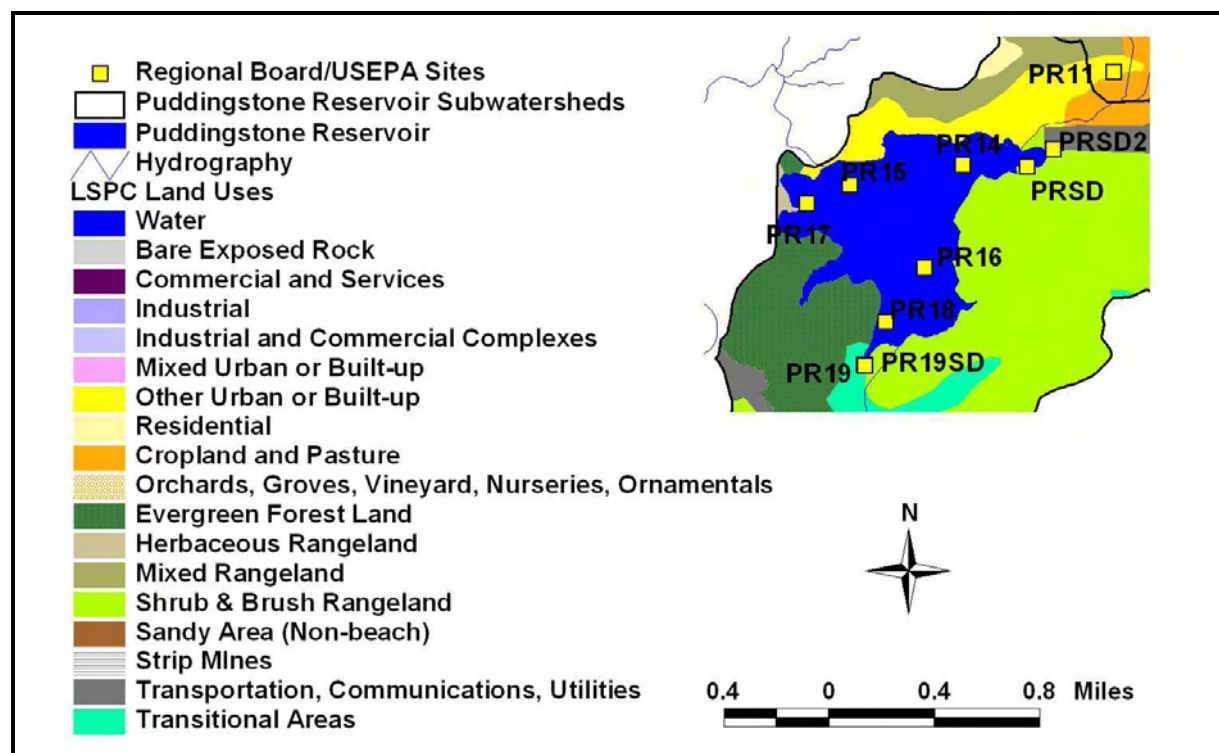 Regional Board/USEPA Sites
Puddingstone Reservoir Subwatersheds
Puddingstone Reservoir
Hydrography
LSPC Land Uses
Water
Bare Exposed Rock
Commercial and Services
Industrial
Industrial and Commercial Complexes
Mixed Urban or Built-up
Other Urban or Built-up
Residential
Cropland and Pasture
Orchards, Groves, Vineyard, Nurseries, Ornamentals
Evergreen Forest Land
Herbaceous Rangeland
Mixed Rangeland
Shrub & Brush Rangeland
Sandy Area (Non-beach)
Strip MInes
Transportation, Communications, Utilities
Transitional Areas
PR11
PRSD2
PR14
PRSD
PR15
PR17
PR16
PR18
PR19
PR19SD
N
0.4 0 0.4 0.8 Miles